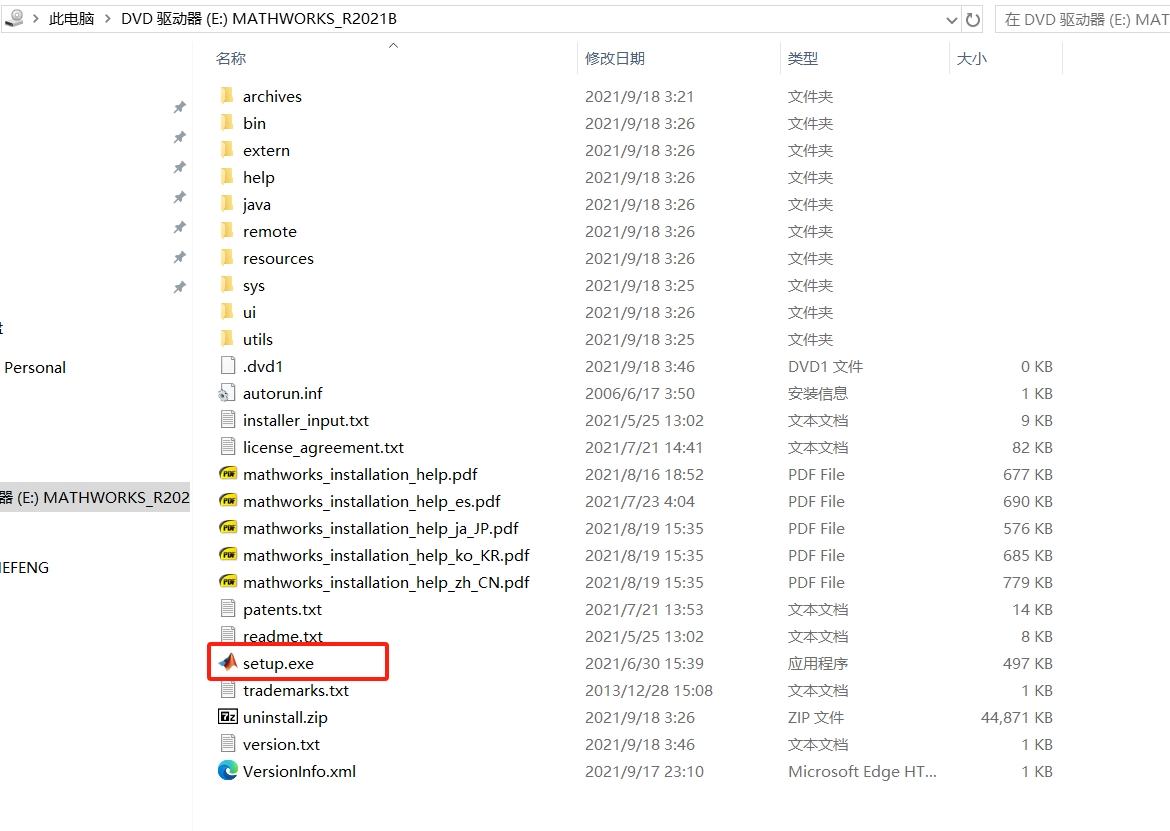 此电脑 > DVD 驱动器 (E:) MATHWORKS_R2021B
在 DVD 驱动器 (E:) MAT
名称 修改日期 类型 大小
archives 2021/9/18 3:21 文件夹
bin 2021/9/18 3:26 文件夹
extern 2021/9/18 3:26 文件夹
help 2021/9/18 3:26 文件夹
java 2021/9/18 3:26 文件夹
remote 2021/9/18 3:26 文件夹
resources 2021/9/18 3:26 文件夹
sys 2021/9/18 3:25 文件夹
ui 2021/9/18 3:26 文件夹
utils 2021/9/18 3:25 文件夹
.dvd1 2021/9/18 3:46 DVD1 文件 0 KB
autorun.inf 2006/6/17 3:50 安装信息 1 KB
installer_input.txt 2021/5/25 13:02 文本文档 9 KB
license_agreement.txt 2021/7/21 14:41 文本文档 82 KB
mathworks_installation_help.pdf 2021/8/16 18:52 PDF File 677 KB
mathworks_installation_help_es.pdf 2021/7/23 4:04 PDF File 690 KB
mathworks_installation_help_ja_JP.pdf 2021/8/19 15:35 PDF File 576 KB
mathworks_installation_help_ko_KR.pdf 2021/8/19 15:35 PDF File 685 KB
mathworks_installation_help_zh_CN.pdf 2021/8/19 15:35 PDF File 779 KB
patents.txt 2021/7/21 13:53 文本文档 14 KB
readme.txt 2021/5/25 13:02 文本文档 8 KB
setup.exe 2021/6/30 15:39 应用程序 497 KB
trademarks.txt 2013/12/28 15:08 文本文档 1 KB
uninstall.zip 2021/9/18 3:26 ZIP 文件 44,871 KB
version.txt 2021/9/18 3:46 文本文档 1 KB
VersionInfo.xml 2021/9/17 23:10 Microsoft Edge HT... 1 KB
Personal
器 (E:) MATHWORKS_R202
IEFENG